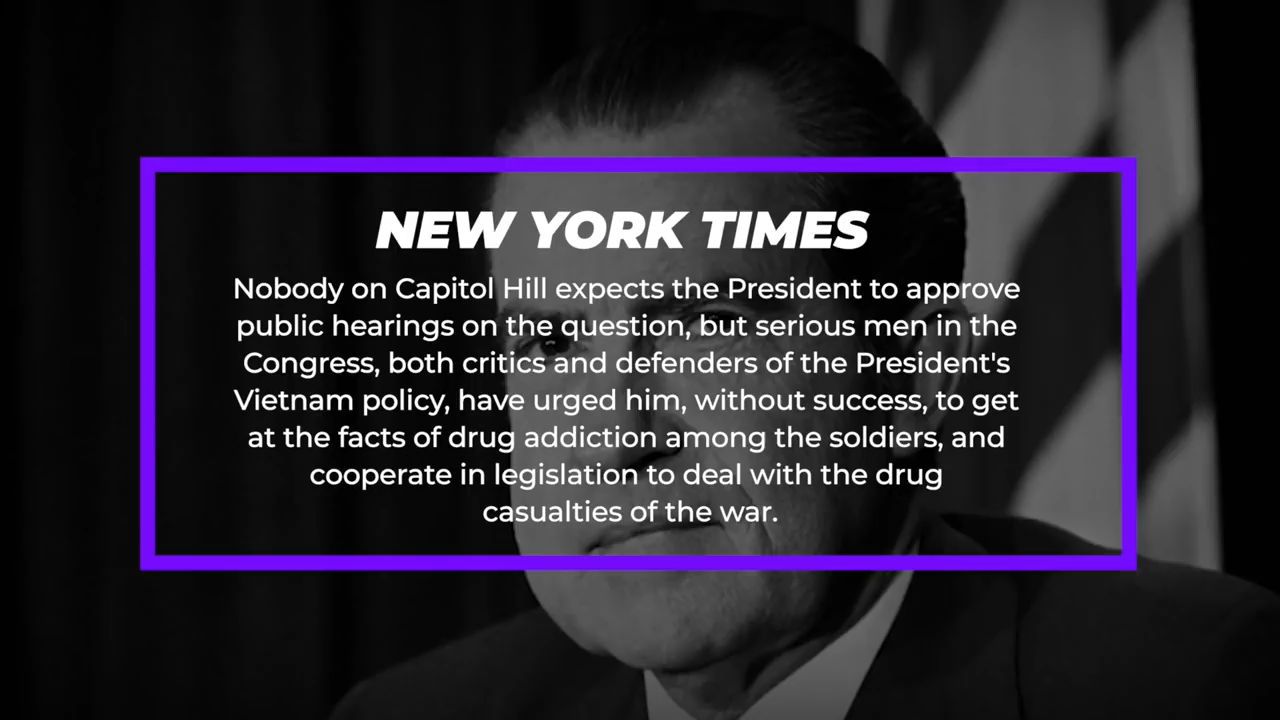 NEW YORK TIMES
Nobody on Capitol Hill expects the President to approve
public hearings on the question, but serious men in the
Congress, both critics and defenders of the President's
Vietnam policy, have urged him, without success, to get
at the facts of drug addiction among the soldiers, and
cooperate in legislation to deal with the drug
casualties of the war.